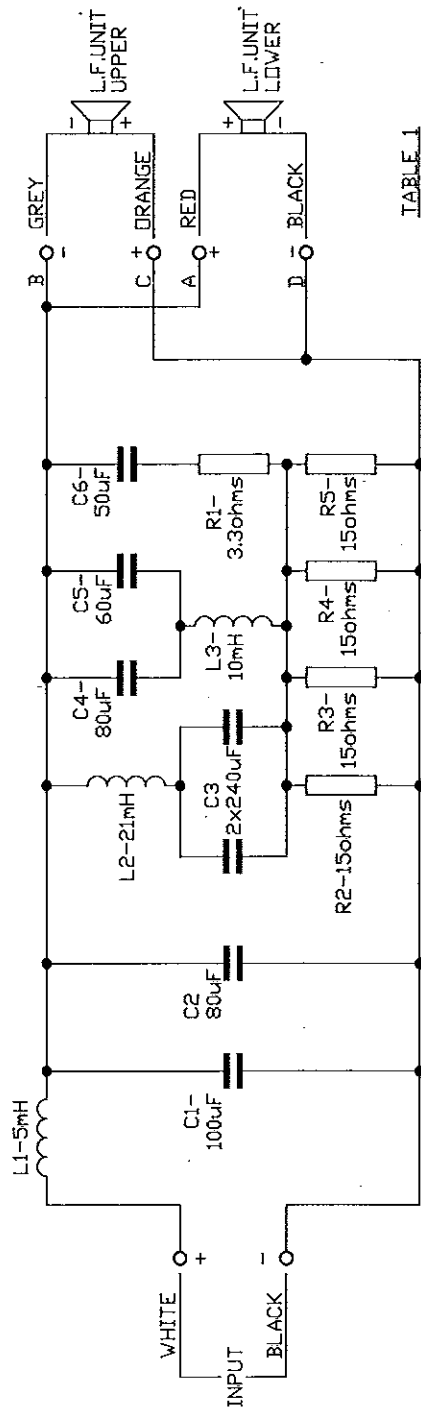 INPUT
WHITE
+
BLACK
-
L1-5mH
C1-
100uF
C2
80uF
L2-21mH
C3
2x240uF
R2-15ohms
C4-
80uF
L3-
10mH
R3-
15ohms
C5-
60uF
R4-
15ohms
C6-
50uF
R1-
3.3ohms
R5-
15ohms
B
-
GREY
C
+
ORANGE
A
+
RED
D
-
BLACK
-
+
L.F.UNIT
UPPER
+
-
L.F.UNIT
LOWER
TABLE 1